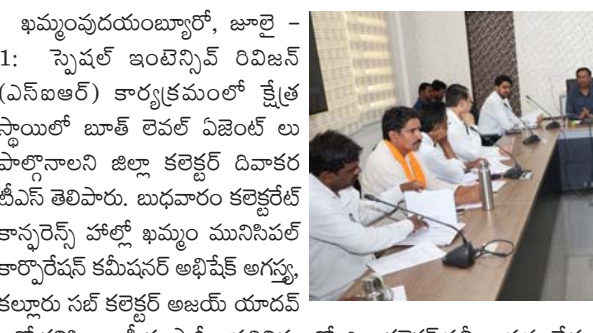 ఖమ్మంవుదయంబ్యూరో, జూలై –
1: స్పెషల్ ఇంటెన్సివ్ రివిజన్
(ఎస్ఐఆర్) కార్యక్రమంలో క్షేత్ర
స్థాయిలో బూత్ లెవల్ ఏజెంట్ లు
పాల్గొనాలని జిల్లా కలెక్టర్ దివాకర
టీఎస్ తెలిపారు. బుధవారం కలెక్టరేట్
కాన్ఫరెన్స్ హాల్లో ఖమ్మం మునిసిపల్
కార్పొరేషన్ కమీషనర్ అభిషేక్ అగస్త్య,
కల్లూరు సబ్ కలెక్టర్ అజయ్ యాదవ్